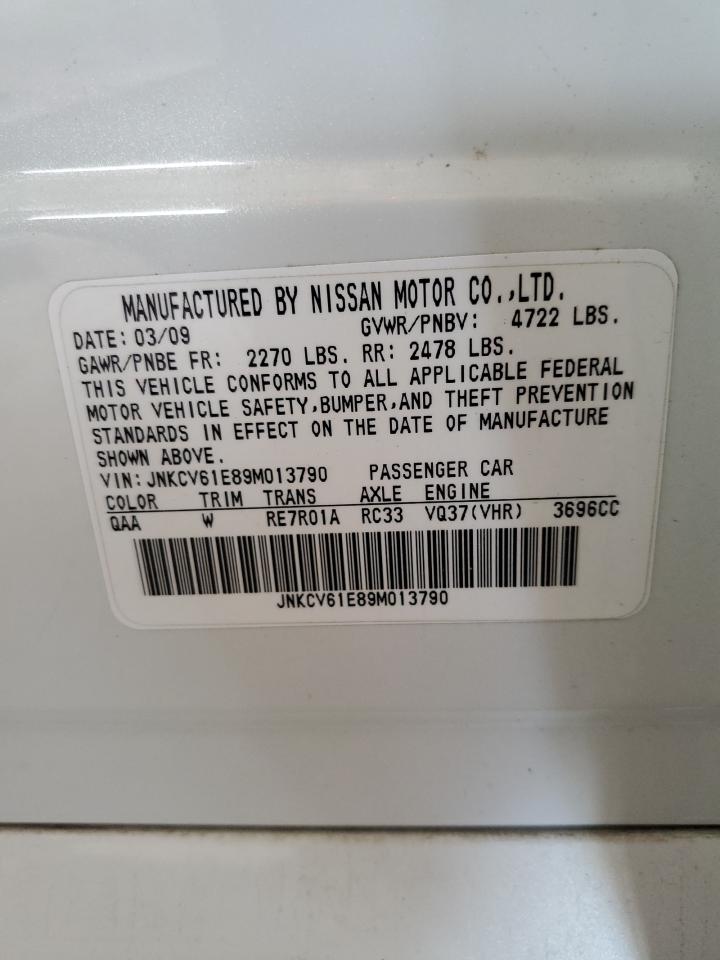 MANUFACTURED BY NISSAN MOTOR CO.,LTD.
DATE: 03/09 GVWR/PNBV: 4722 LBS.
GAWR/PNBE FR: 2270 LBS. RR: 2478 LBS.
THIS VEHICLE CONFORMS TO ALL APPLICABLE FEDERAL
MOTOR VEHICLE SAFETY,BUMPER,AND THEFT PREVENTION
STANDARDS IN EFFECT ON THE DATE OF MANUFACTURE
SHOWN ABOVE.
VIN: JNKCV61E89M013790 PASSENGER CAR
COLOR TRIM TRANS AXLE ENGINE
QAA W RE7R01A RC33 VQ37(VHR) 3696CC
JNKCV61E89M013790